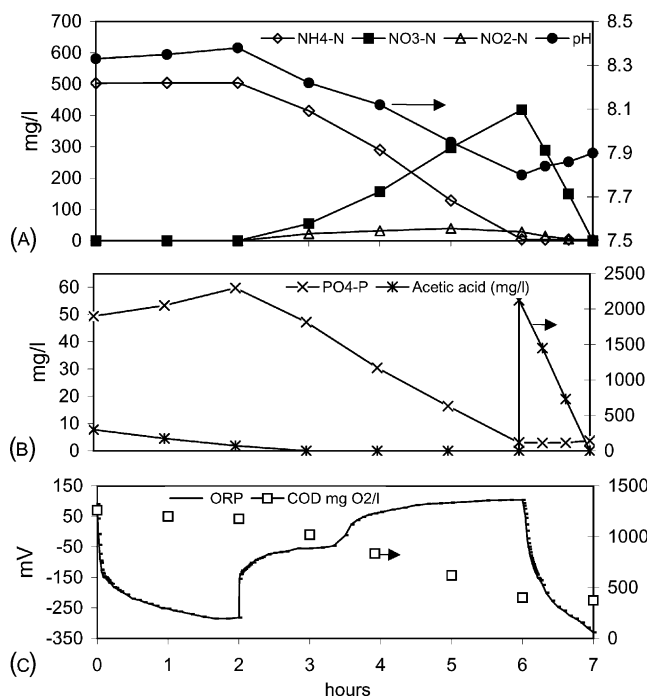 700 8.5
NH4-N NO3-N NO2-N pH
600
8.3
500
400 8.1
mg/l
300 7.9
200
7.7
100
(A) 0 7.5
60 PO4-P Acetic acid (mg/l) 2500
50 2000
40
1500
mg/l
30
1000
20
10 500
(B) 0 0
150 ORP COD mg O2/l 1500
50
1000
-50
mV
-150
500
-250
(C) -350 0
0 1 2 3 4 5 6 7
hours